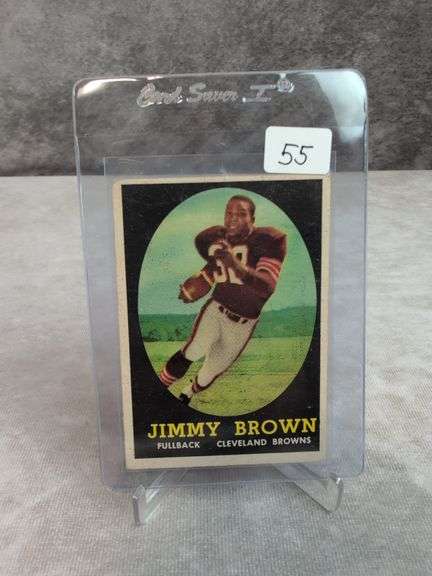 Card Saver I®
55
32
JIMMY BROWN
FULLBACK CLEVELAND BROWNS